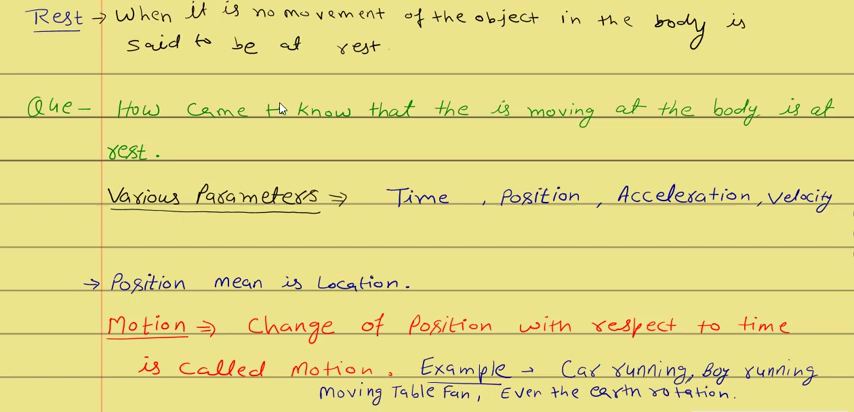 Rest → When it is no movement of the object in the body is
said to be at rest.
Que - How came to know that the is moving at the body is at
rest.
Various Parameters ⇒ Time , Position , Acceleration , velocity
→ Position mean is Location.
Motion ⇒ Change of Position with respect to time
is called Motion. Example → Car running, Boy running
Moving Table Fan, Even the earth rotation.